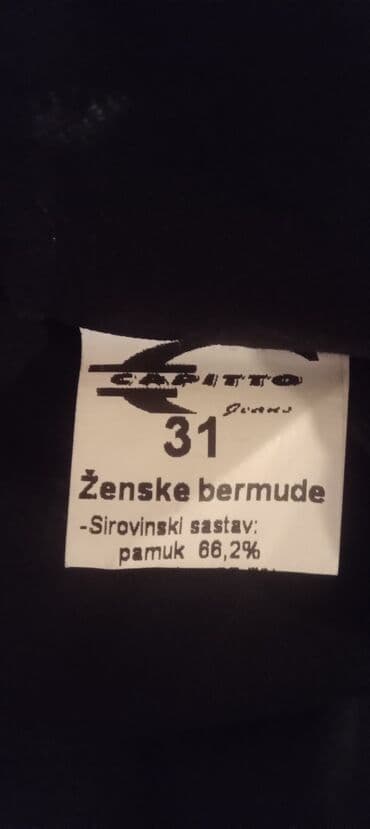 CAPITTO
Jeans
31
Ženske bermude
-Sirovinski sastav:
pamuk 66,2%